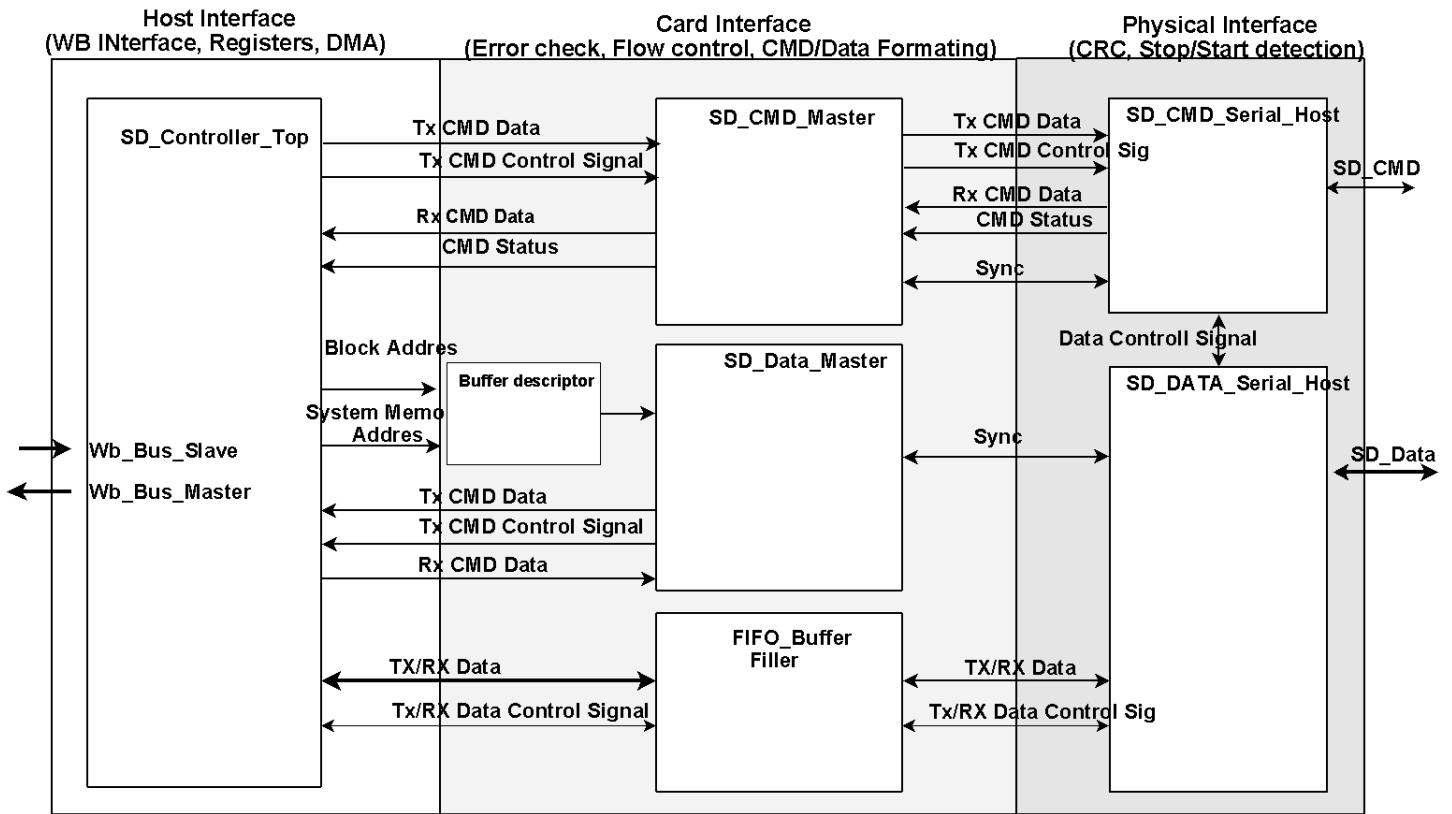 Host Interface
(WB INterface, Registers, DMA)
Card Interface
(Error check, Flow control, CMD/Data Formating)
Physical Interface
(CRC, Stop/Start detection)
SD_Controller_Top
Tx CMD Data
Tx CMD Control Signal
Rx CMD Data
CMD Status
SD_CMD_Master
Tx CMD Data
Tx CMD Control Sig
Rx CMD Data
CMD Status
Sync
SD_CMD_Serial_Host
SD_CMD
Data Controll Signal
Block Addres
System Memo
Addres
Buffer descriptor
SD_Data_Master
Sync
SD_DATA_Serial_Host
SD_Data
Wb_Bus_Slave
Wb_Bus_Master
Tx CMD Data
Tx CMD Control Signal
Rx CMD Data
FIFO_Buffer
Filler
TX/RX Data
Tx/RX Data Control Signal
TX/RX Data
Tx/RX Data Control Sig